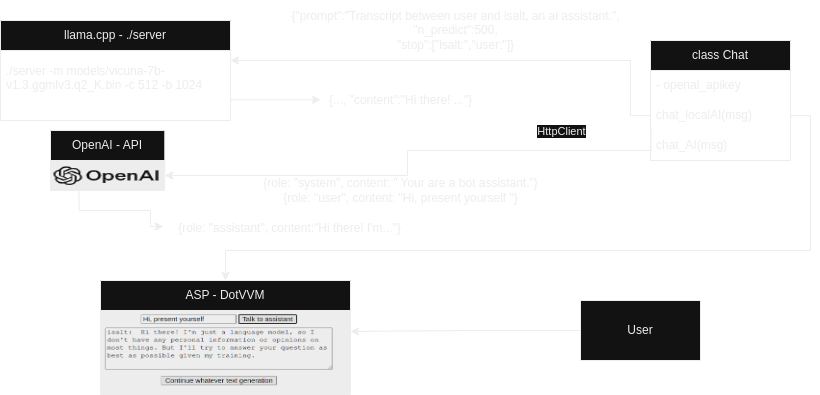 {"prompt":"Transcript between user and isalt, an ai assistant.",
"n_predict":500,
"stop":["isalt:","user:"]}
llama.cpp - ./server
./server -m models/vicuna-7b-
v1.3.ggmlv3.q2_K.bin -c 512 -b 1024
class Chat
- openai_apikey
chat_localAI(msg)
chat_AI(msg)
{..., "content":"Hi there! ..."}
HttpClient
OpenAI - API
OpenAI
{role: "system", content: " Your are a bot assistant."}
{role: "user", content: "Hi, present yourself "}
{role: "assistant", content:"Hi there! I'm..."}
ASP - DotVVM
Hi, present yourself
Talk to assistant
isalt:  Hi there! I'm just a language model, so I
don't have any personal information or opinions on
most things. But I'll try to answer your question as
best as possible given my training.
Continue whatever text generation
User